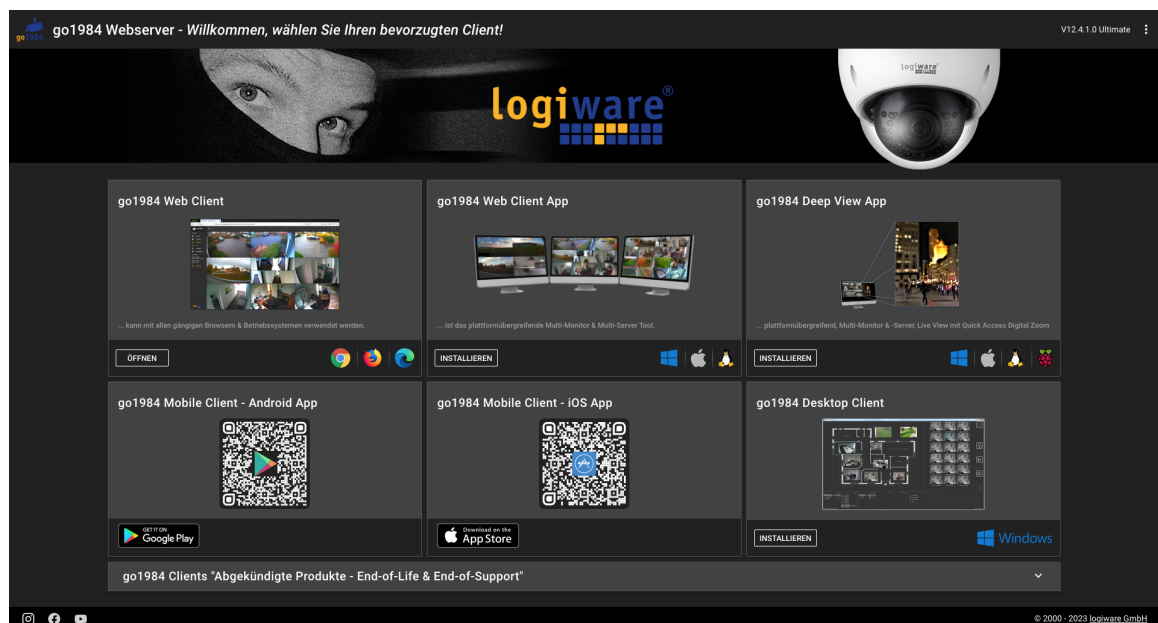 go1984
go1984 Webserver - Willkommen, wählen Sie Ihren bevorzugten Client!
V12.4.1.0 Ultimate
logiware®
logiware
go1984 Web Client
go1984 Web Client App
go1984 Deep View App
... kann mit allen gängigen Browsern & Betriebssystemen verwendet werden.
... ist das plattformübergreifende Multi-Monitor & Multi-Server Tool.
... plattformübergreifend, Multi-Monitor & -Server, Live View mit Quick Access Digital Zoom
ÖFFNEN
INSTALLIEREN
INSTALLIEREN
go1984 Mobile Client - Android App
go1984 Mobile Client - iOS App
go1984 Desktop Client
GET IT ON
Google Play
Download on the
App Store
INSTALLIEREN
Windows
go1984 Clients "Abgekündigte Produkte - End-of-Life & End-of-Support"
© 2000 - 2023 logiware GmbH